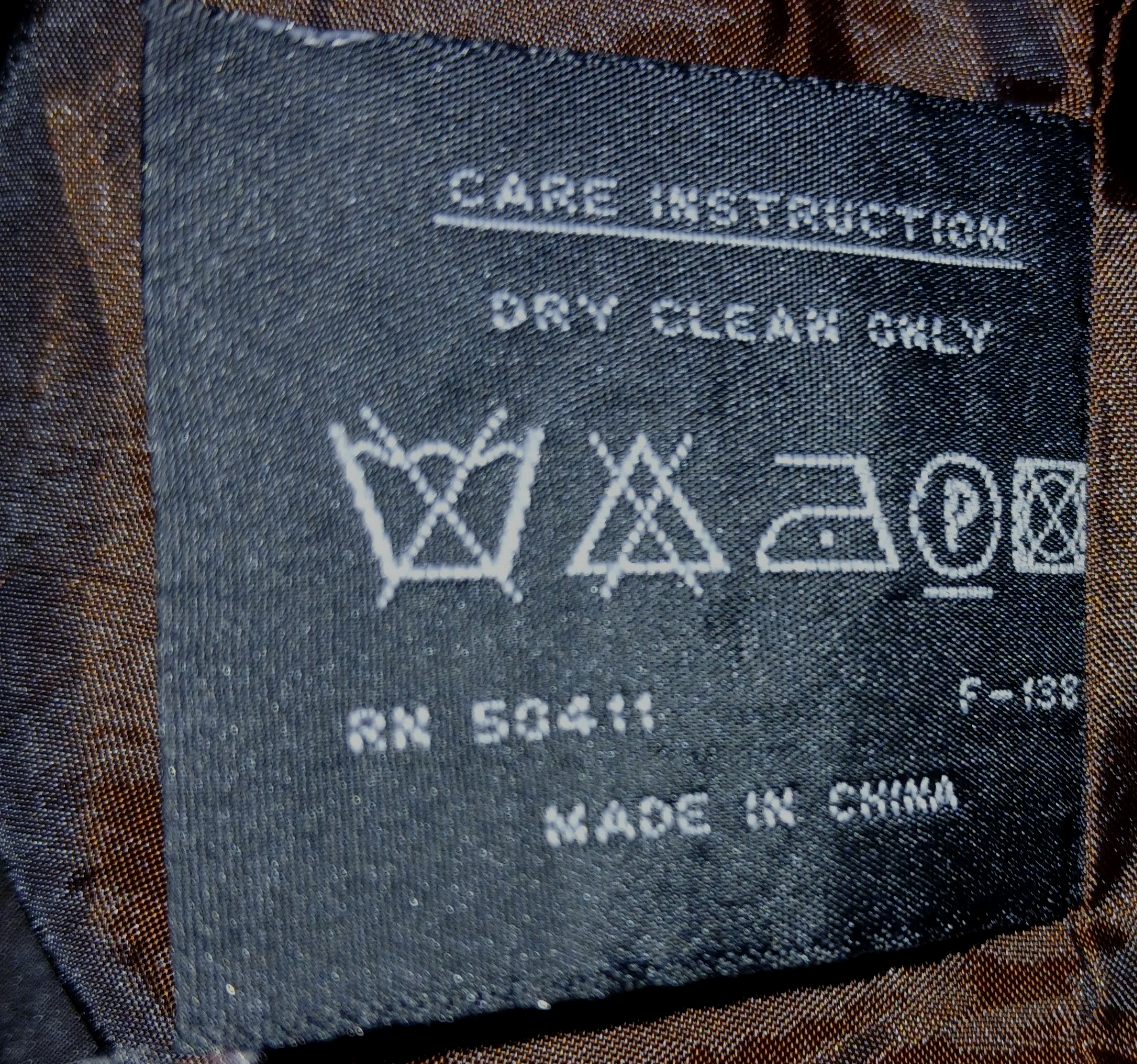 CARE INSTRUCTION
DRY CLEAN ONLY
P
RN 50411
F-138
MADE IN CHINA